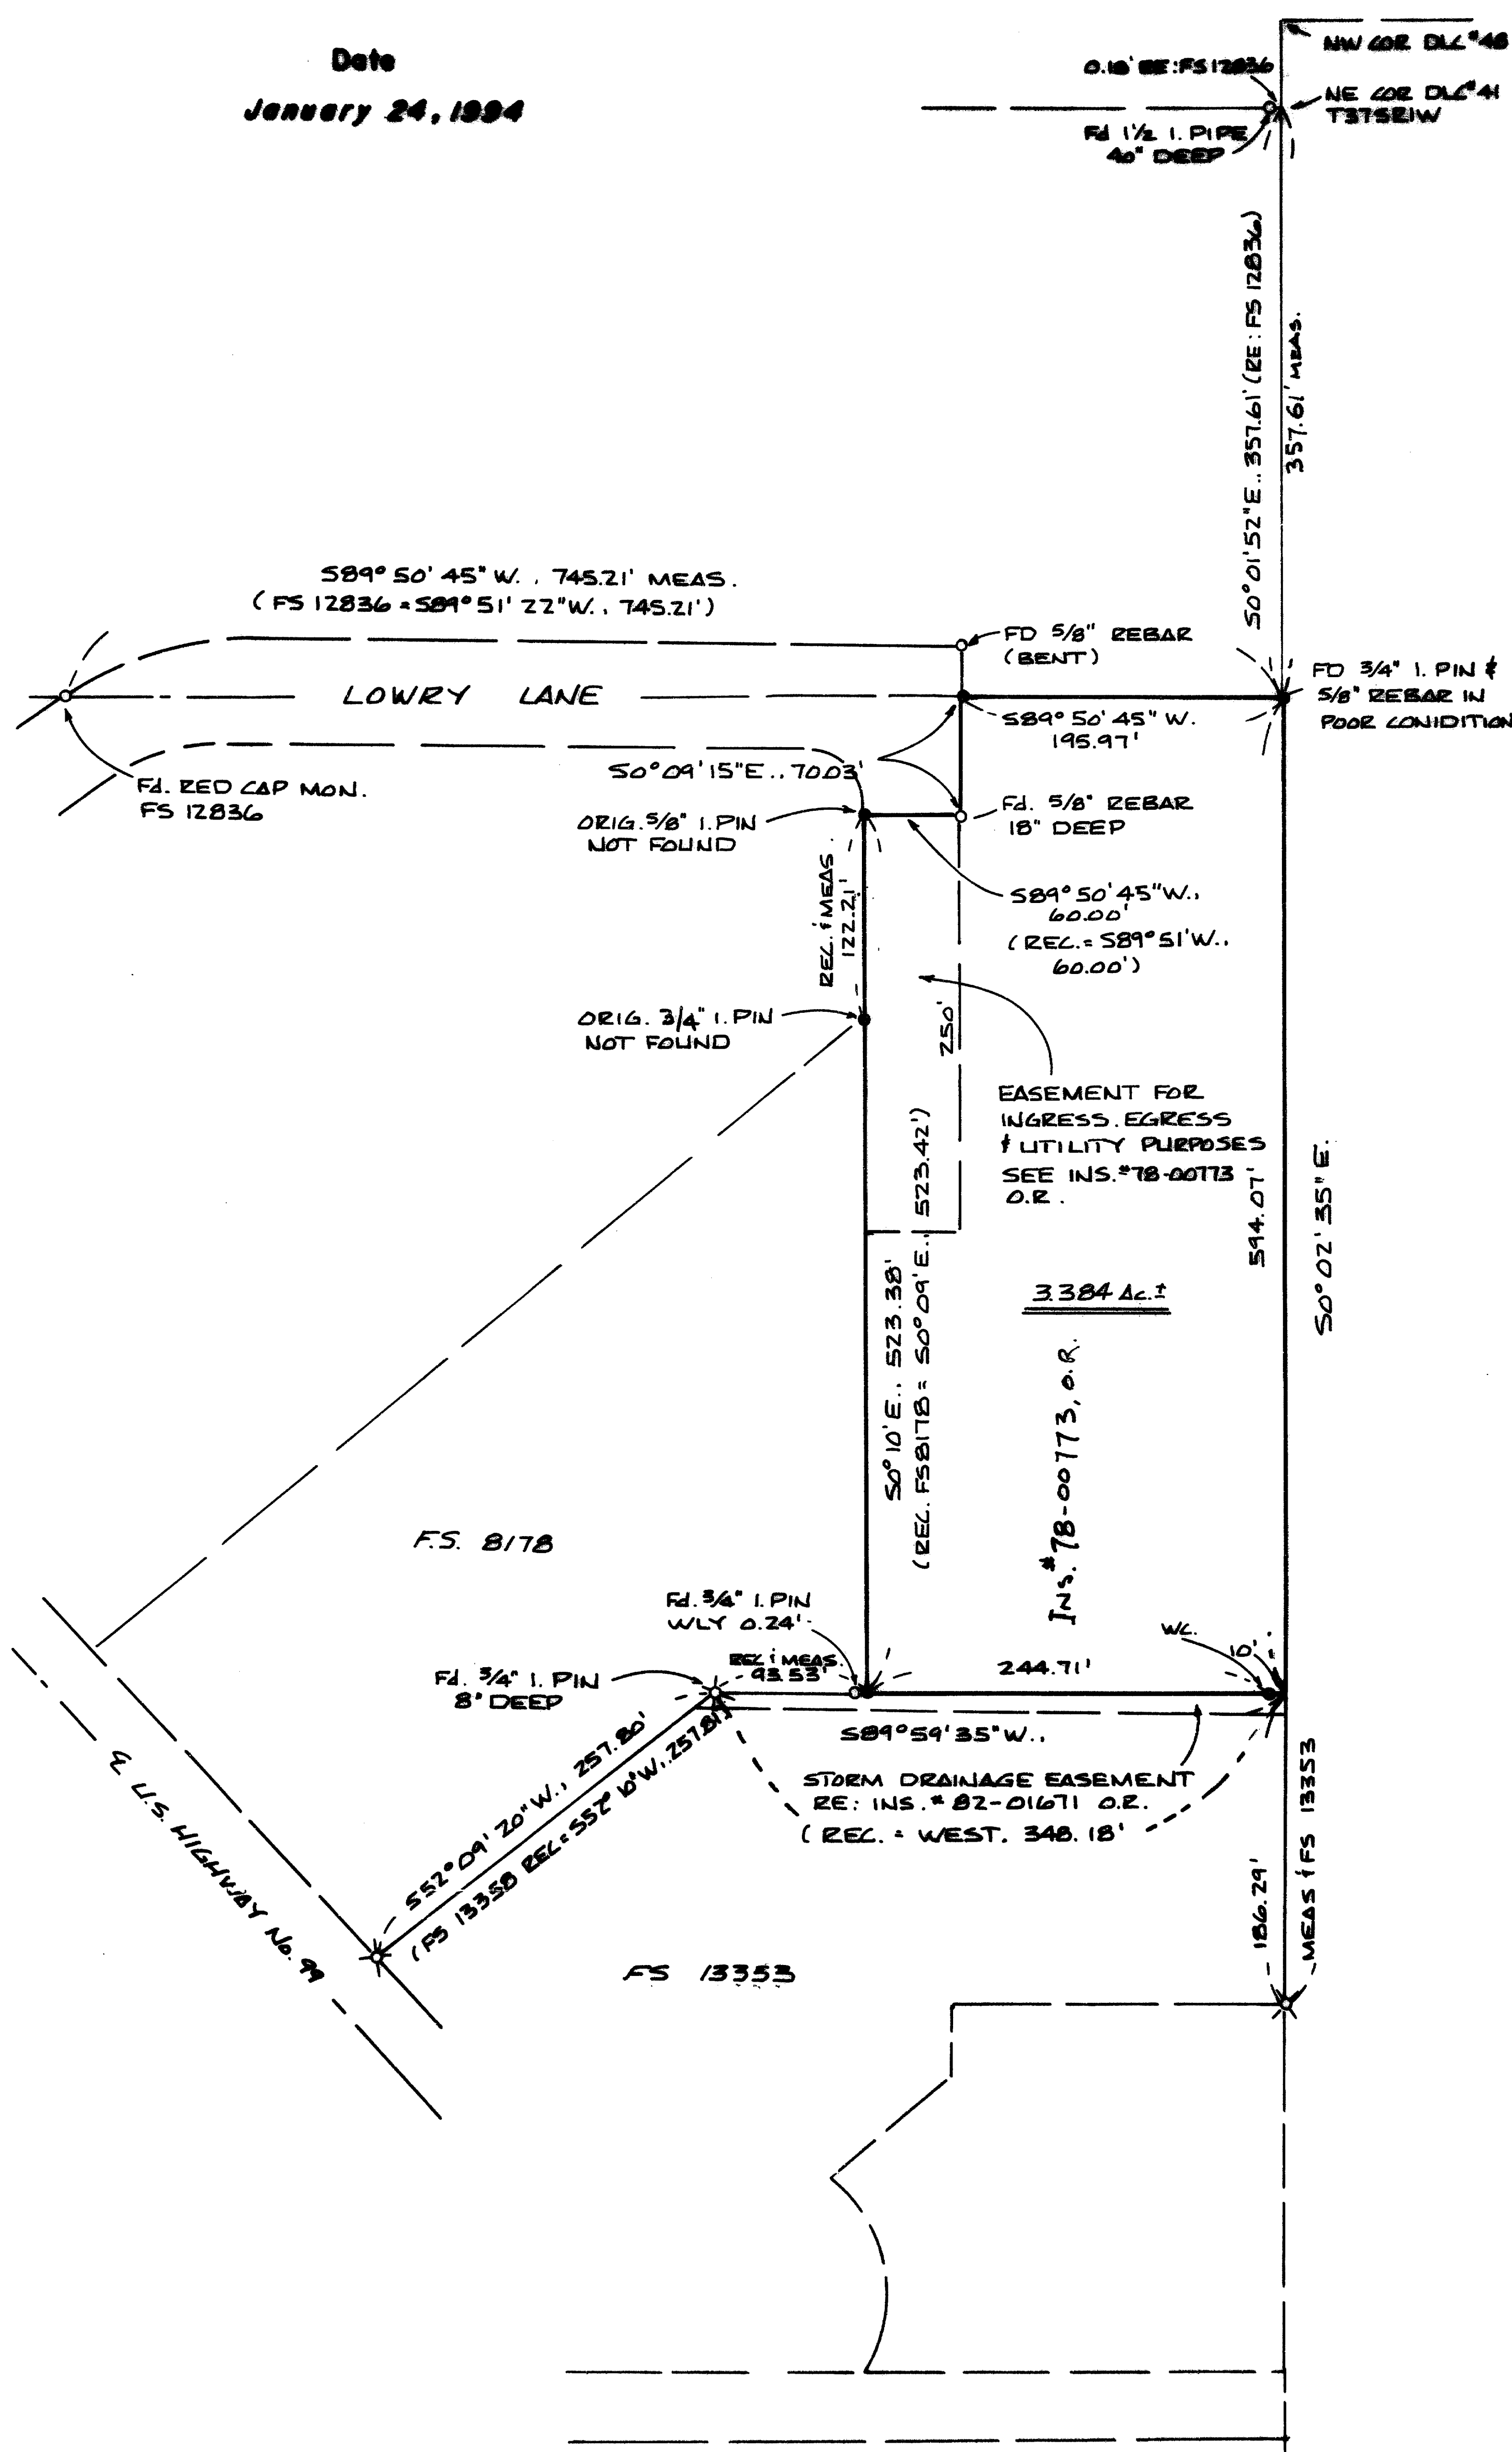 Date
January 24, 1994
NW COR DLC #48
0.18' RE: FS 12836
NE COR DLC #41
T37SR1W
Fd 1½ I. PIPE
40" DEEP
S0°01'52"E., 357.61' (RE: FS 12836)
357.61' MEAS.
S89° 50' 45" W., 745.21' MEAS.
(FS 12836 = S89° 51' 22" W., 745.21')
FD 5/8" REBAR
(BENT)
LOWRY LANE
FD 3/4" I. PIN &
5/8" REBAR IN
POOR CONIDITION
S89° 50' 45" W.
195.97'
S0° 09' 15" E., 70.03'
Fd. RED CAP MON.
FS 12836
Fd. 5/8" REBAR
18" DEEP
ORIG. 5/8" I. PIN
NOT FOUND
REC. & MEAS.
122.21'
S89° 50' 45" W.,
60.00'
(REC. = S89° 51' W.,
60.00')
ORIG. 3/4" I. PIN
NOT FOUND
250'
EASEMENT FOR
INGRESS. EGRESS
& UTILITY PURPOSES
SEE INS. #78-00773
O.R.
594.07'
S0° 02' 35" E.
3.384 Ac. ±
S0° 10' E., 523.38'
(REC. FS8178 = S0° 09' E., 523.42')
INS. #78-00773, O.R.
F.S. 8178
Fd. 3/4" I. PIN
WLY 0.24'
REC & MEAS.
93.53'
W.C.
10'
244.71'
Fd. 3/4" I. PIN
8" DEEP
S89° 59' 35" W.,
S52° 09' 20" W., 257.80'
(FS 13358 REC = S52° 10' W., 257.81')
STORM DRAINAGE EASEMENT
RE: INS. # 82-01671 O.R.
(REC. = WEST. 348.18'
℄ U.S. HIGHWAY No. 99
186.29'
MEAS & FS 13353
FS 13353